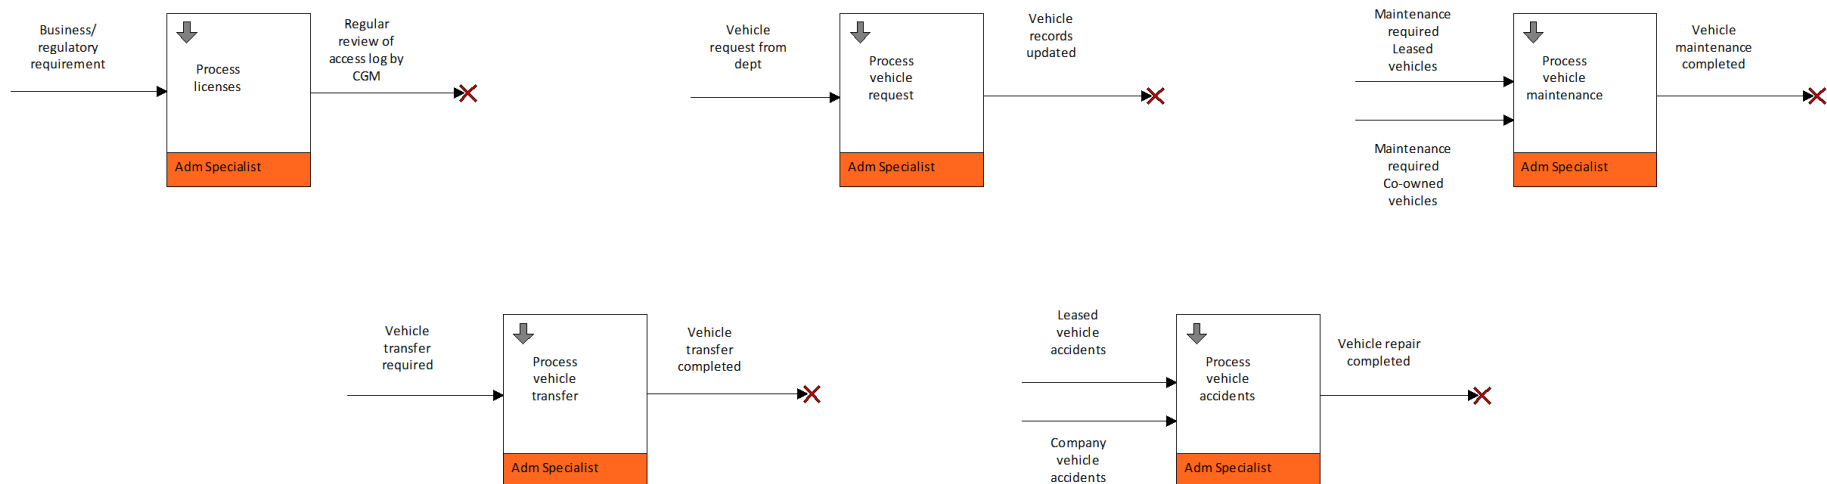 Business/
regulatory
requirement
Process
licenses
Adm Specialist
Regular
review of
access log by
CGM
Vehicle
request from
dept
Process
vehicle
request
Adm Specialist
Vehicle
records
updated
Maintenance
required
Leased
vehicles
Maintenance
required
Co-owned
vehicles
Process
vehicle
maintenance
Adm Specialist
Vehicle
maintenance
completed
Vehicle
transfer
required
Process
vehicle
transfer
Adm Specialist
Vehicle
transfer
completed
Leased
vehicle
accidents
Company
vehicle
accidents
Process
vehicle
accidents
Adm Specialist
Vehicle repair
completed